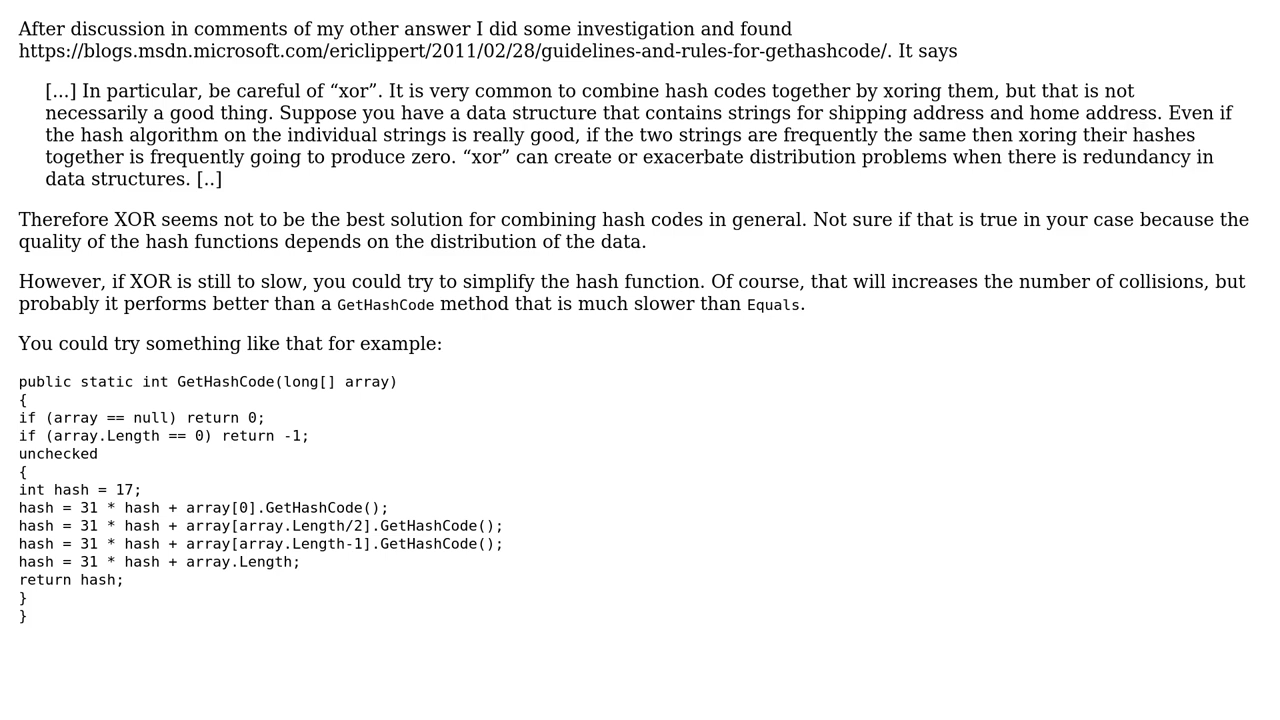 After discussion in comments of my other answer I did some investigation and found
https://blogs.msdn.microsoft.com/ericlippert/2011/02/28/guidelines-and-rules-for-gethashcode/. It says
[...] In particular, be careful of “xor”. It is very common to combine hash codes together by xoring them, but that is not
necessarily a good thing. Suppose you have a data structure that contains strings for shipping address and home address. Even if
the hash algorithm on the individual strings is really good, if the two strings are frequently the same then xoring their hashes
together is frequently going to produce zero. “xor” can create or exacerbate distribution problems when there is redundancy in
data structures. [..]
Therefore XOR seems not to be the best solution for combining hash codes in general. Not sure if that is true in your case because the
quality of the hash functions depends on the distribution of the data.
However, if XOR is still to slow, you could try to simplify the hash function. Of course, that will increases the number of collisions, but
probably it performs better than a GetHashCode method that is much slower than Equals.
You could try something like that for example:
public static int GetHashCode(long[] array)
{
if (array == null) return 0;
if (array.Length == 0) return -1;
unchecked
{
int hash = 17;
hash = 31 * hash + array[0].GetHashCode();
hash = 31 * hash + array[array.Length/2].GetHashCode();
hash = 31 * hash + array[array.Length-1].GetHashCode();
hash = 31 * hash + array.Length;
return hash;
}
}